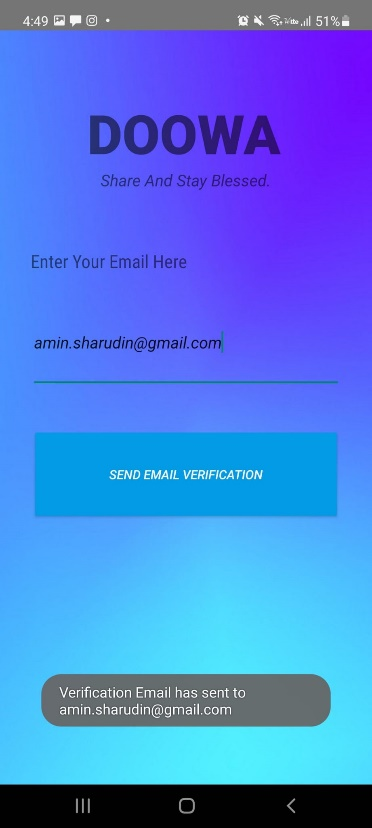 4:49 51%
DOOWA
Share And Stay Blessed.
Enter Your Email Here
amin.sharudin@gmail.com
SEND EMAIL VERIFICATION
Verification Email has sent to
amin.sharudin@gmail.com